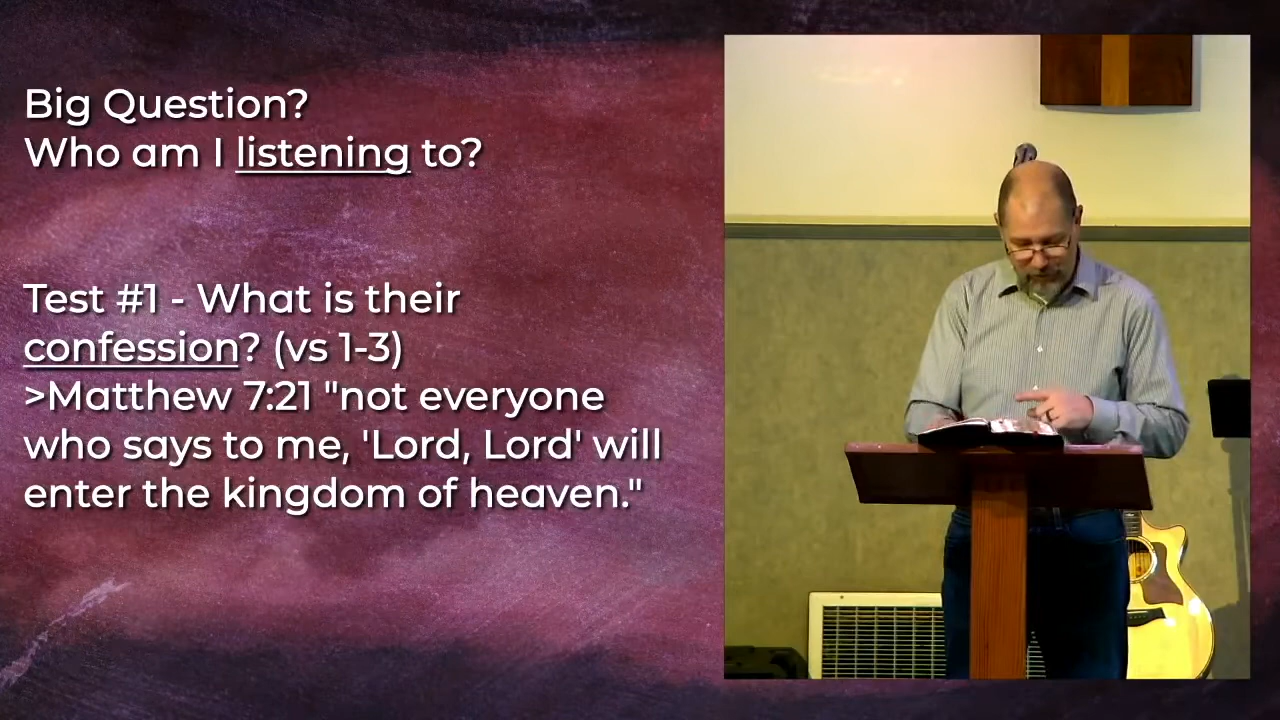 Big Question?
Who am I listening to?
Test #1 - What is their
confession? (vs 1-3)
>Matthew 7:21 "not everyone
who says to me, 'Lord, Lord' will
enter the kingdom of heaven."